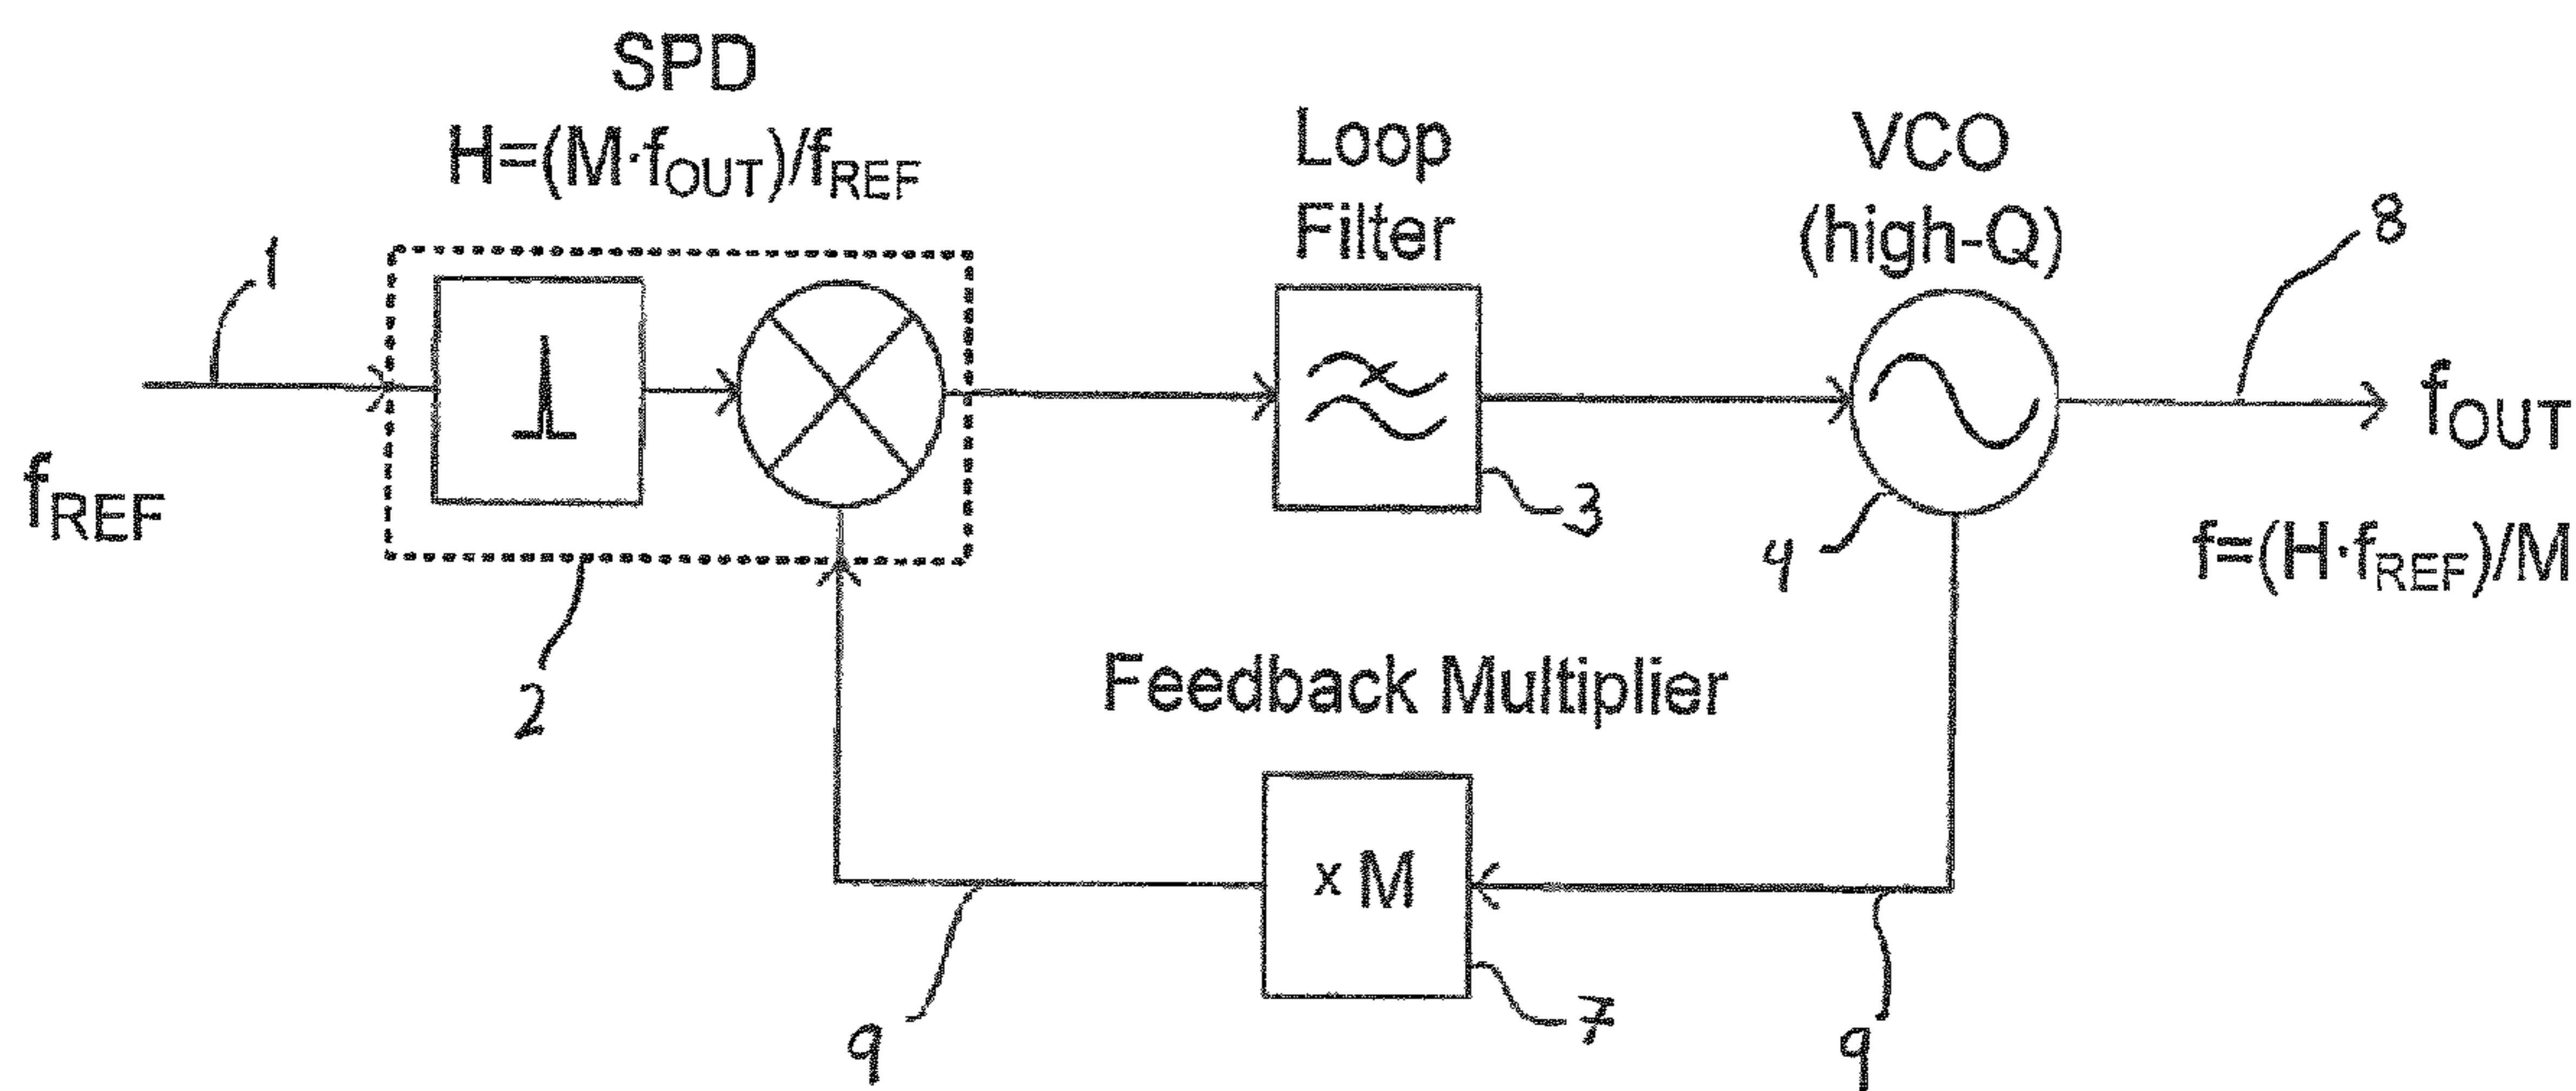 SPD
H=(M·fOUT)/fREF
Loop
Filter
VCO
(high-Q)
8
1
fREF
fOUT
3
4
f=(H·fREF)/M
2
Feedback Multiplier
x M
7
9
9